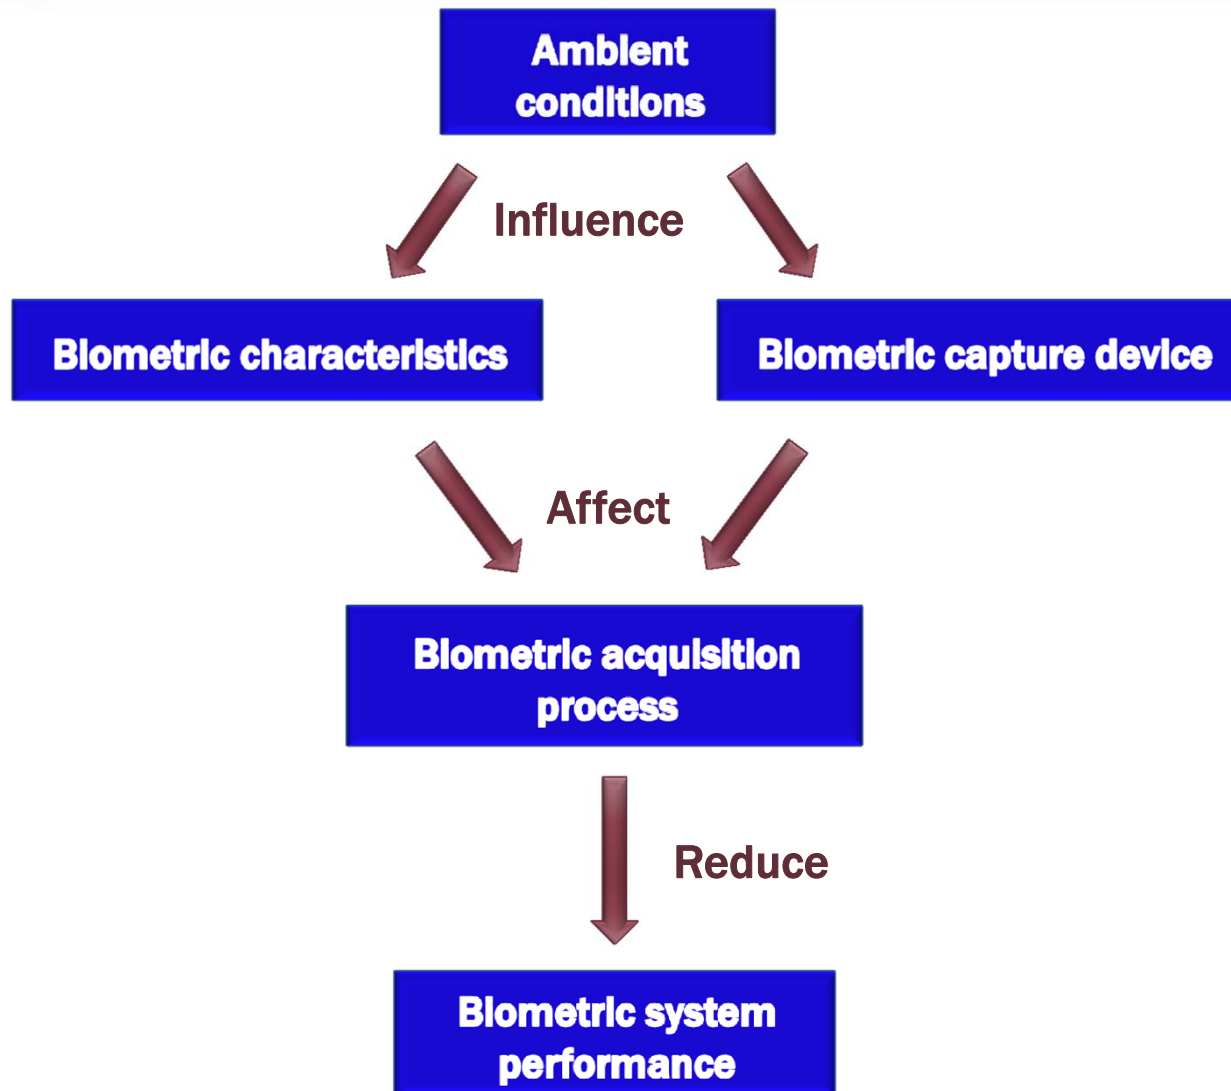 Ambient
conditions
Influence
Biometric characteristics
Biometric capture device
Affect
Biometric acquisition
process
Reduce
Biometric system
performance